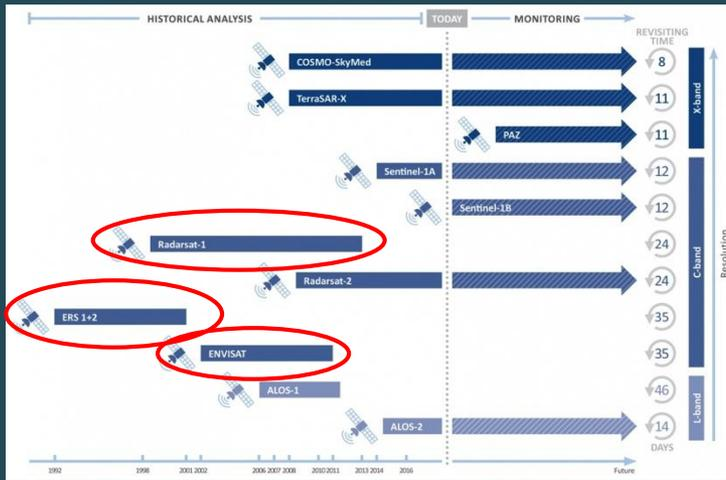 HISTORICAL ANALYSIS
TODAY
MONITORING
REVISITING
TIME
COSMO-SkyMed
8
TerraSAR-X
11
PAZ
11
X-band
Sentinel-1A
12
Sentinel-1B
12
Radarsat-1
24
Radarsat-2
24
ERS 1+2
35
ENVISAT
35
C-band
ALOS-1
46
ALOS-2
14
L-band
DAYS
Resolution
1992
1998
2001 2002
2006 2007 2008
2010 2011
2013 2014
2016
Future